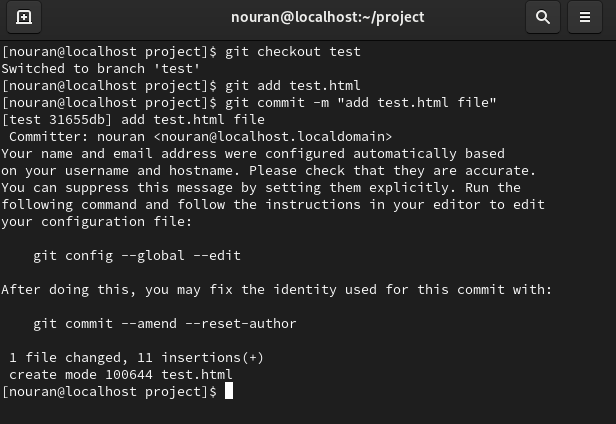 nouran@localhost:~/project
[nouran@localhost project]$ git checkout test
Switched to branch 'test'
[nouran@localhost project]$ git add test.html
[nouran@localhost project]$ git commit -m "add test.html file"
[test 31655db] add test.html file
 Committer: nouran <nouran@localhost.localdomain>
Your name and email address were configured automatically based
on your username and hostname. Please check that they are accurate.
You can suppress this message by setting them explicitly. Run the
following command and follow the instructions in your editor to edit
your configuration file:

    git config --global --edit

After doing this, you may fix the identity used for this commit with:

    git commit --amend --reset-author

 1 file changed, 11 insertions(+)
 create mode 100644 test.html
[nouran@localhost project]$